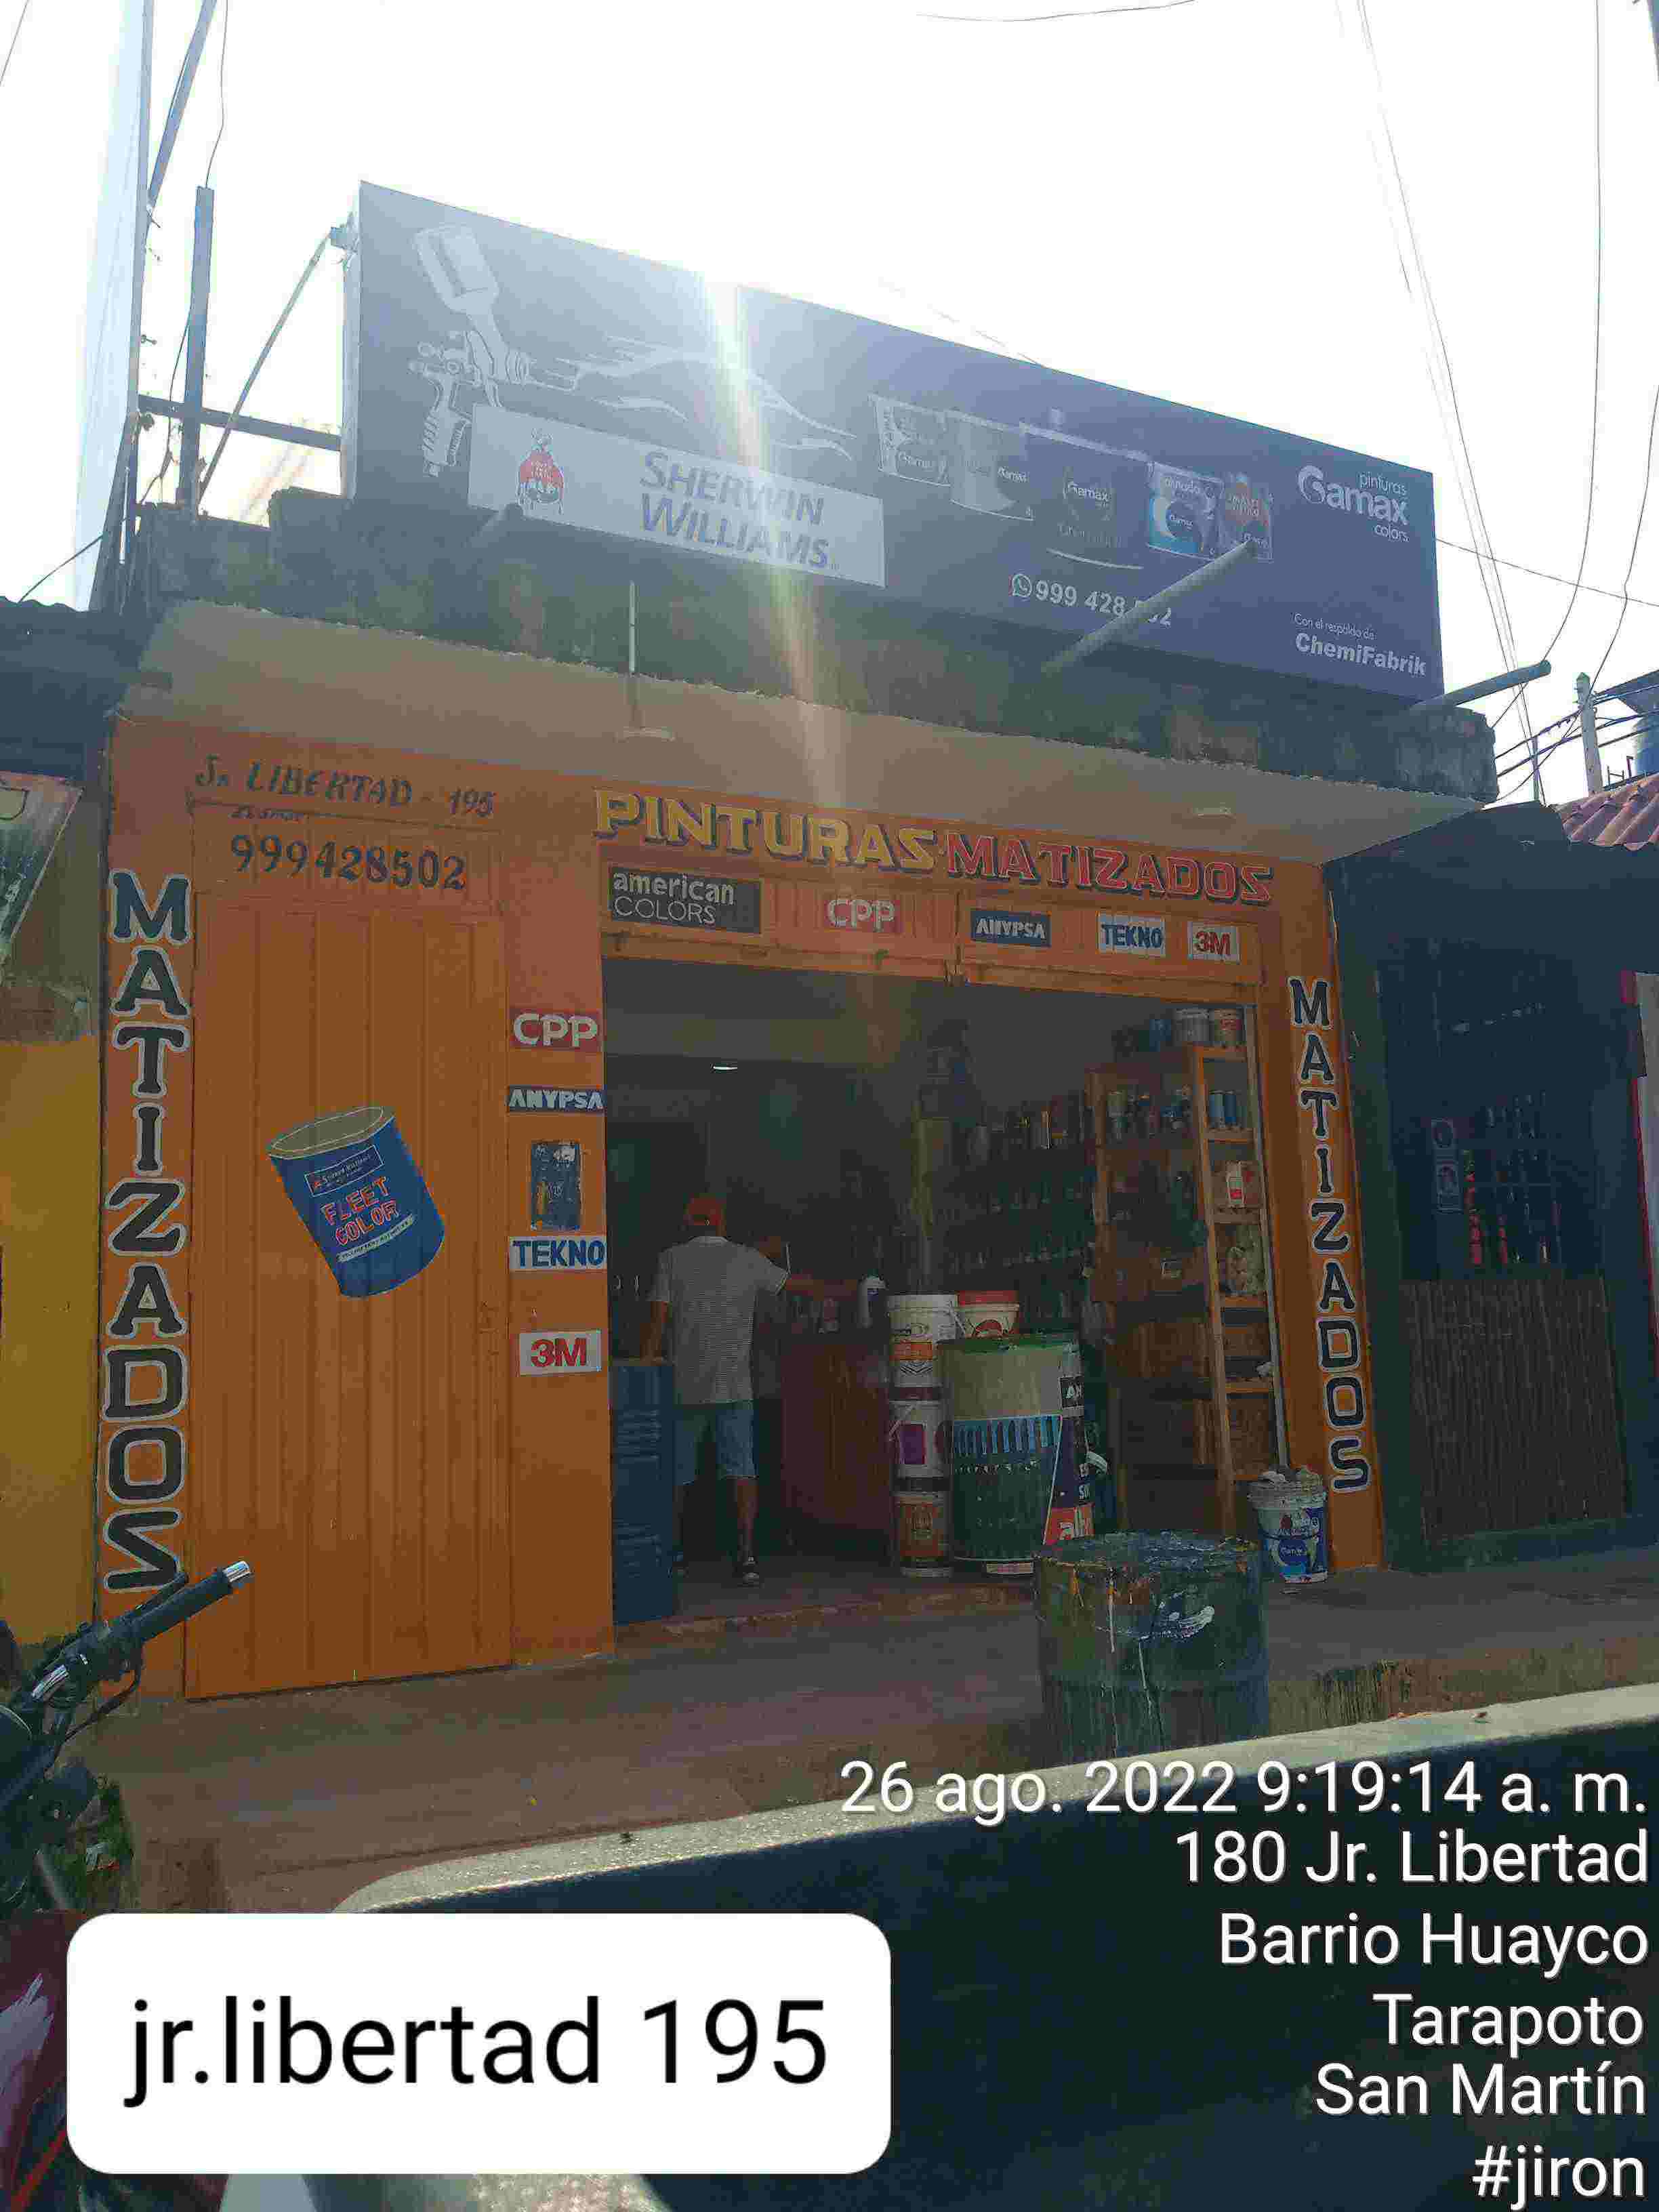 SHERWIN
WILLIAMS
pinturas
Gamax
colors
999 428
Con el respaldo de
ChemiFabrik
Jr. LIBERTAD - 195
999428502
PINTURAS MATIZADOS
american
COLORS
CPP
ANYPSA
TEKNO
3M
MATIZADOS
CPP
ANYPSA
TEKNO
3M
FLEET
COLOR
MATIZADOS
26 ago. 2022 9:19:14 a. m.
180 Jr. Libertad
Barrio Huayco
Tarapoto
San Martín
#jiron
jr.libertad 195